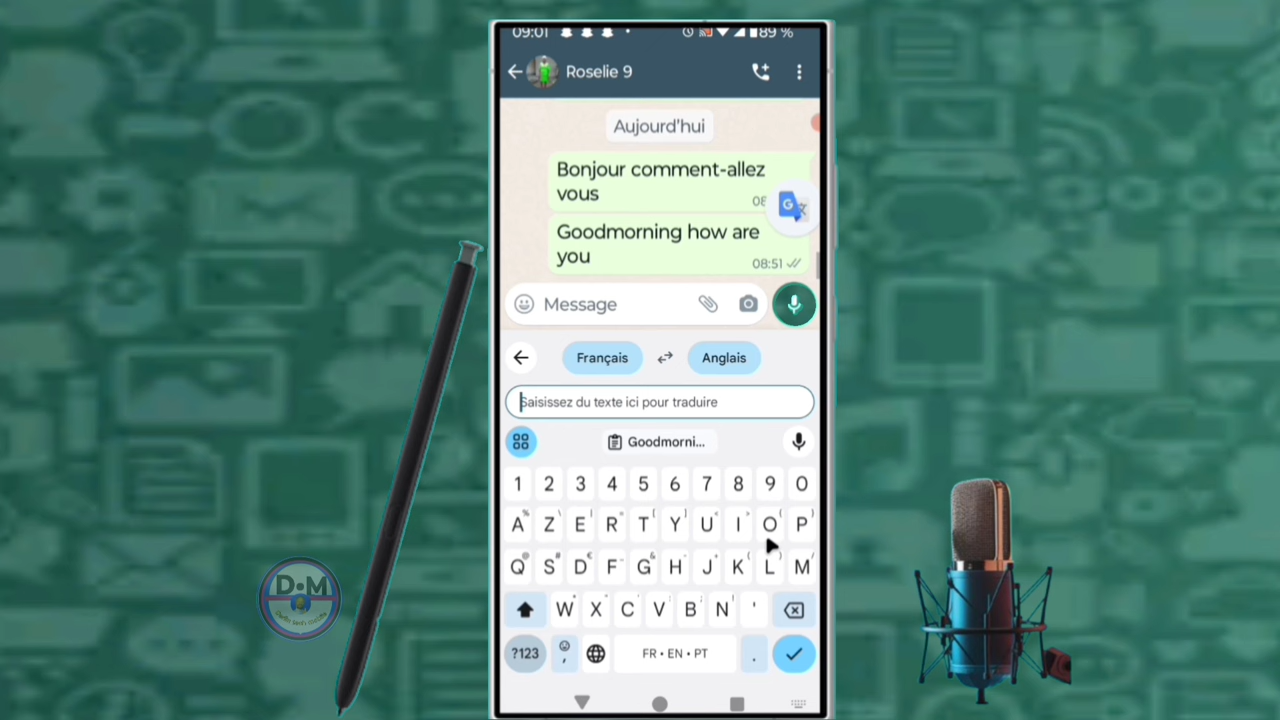 09:01
89 %
Roselie 9
Aujourd'hui
Bonjour comment-allez
vous
08
Goodmorning how are
you
08:51
Message
Français
Anglais
Saisissez du texte ici pour traduire
Goodmorni...
1 2 3 4 5 6 7 8 9 0
A Z E R T Y U I O P
Q S D F G H J K L M
W X C V B N '
?123 , FR • EN • PT .
D•M